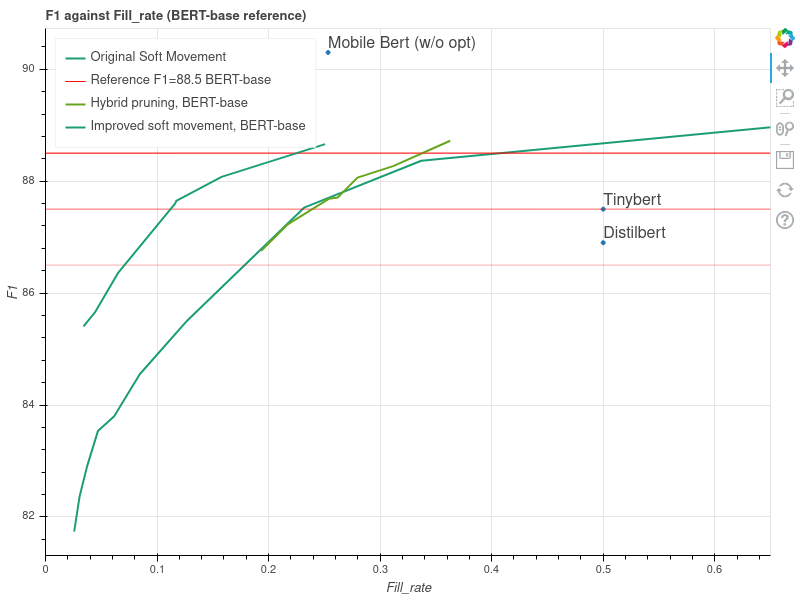 F1 against Fill_rate (BERT-base reference)
Original Soft Movement
Reference F1=88.5 BERT-base
Hybrid pruning, BERT-base
Improved soft movement, BERT-base
Mobile Bert (w/o opt)
Tinybert
Distilbert
F1
90
88
86
84
82
0
0.1
0.2
0.3
0.4
0.5
0.6
Fill_rate